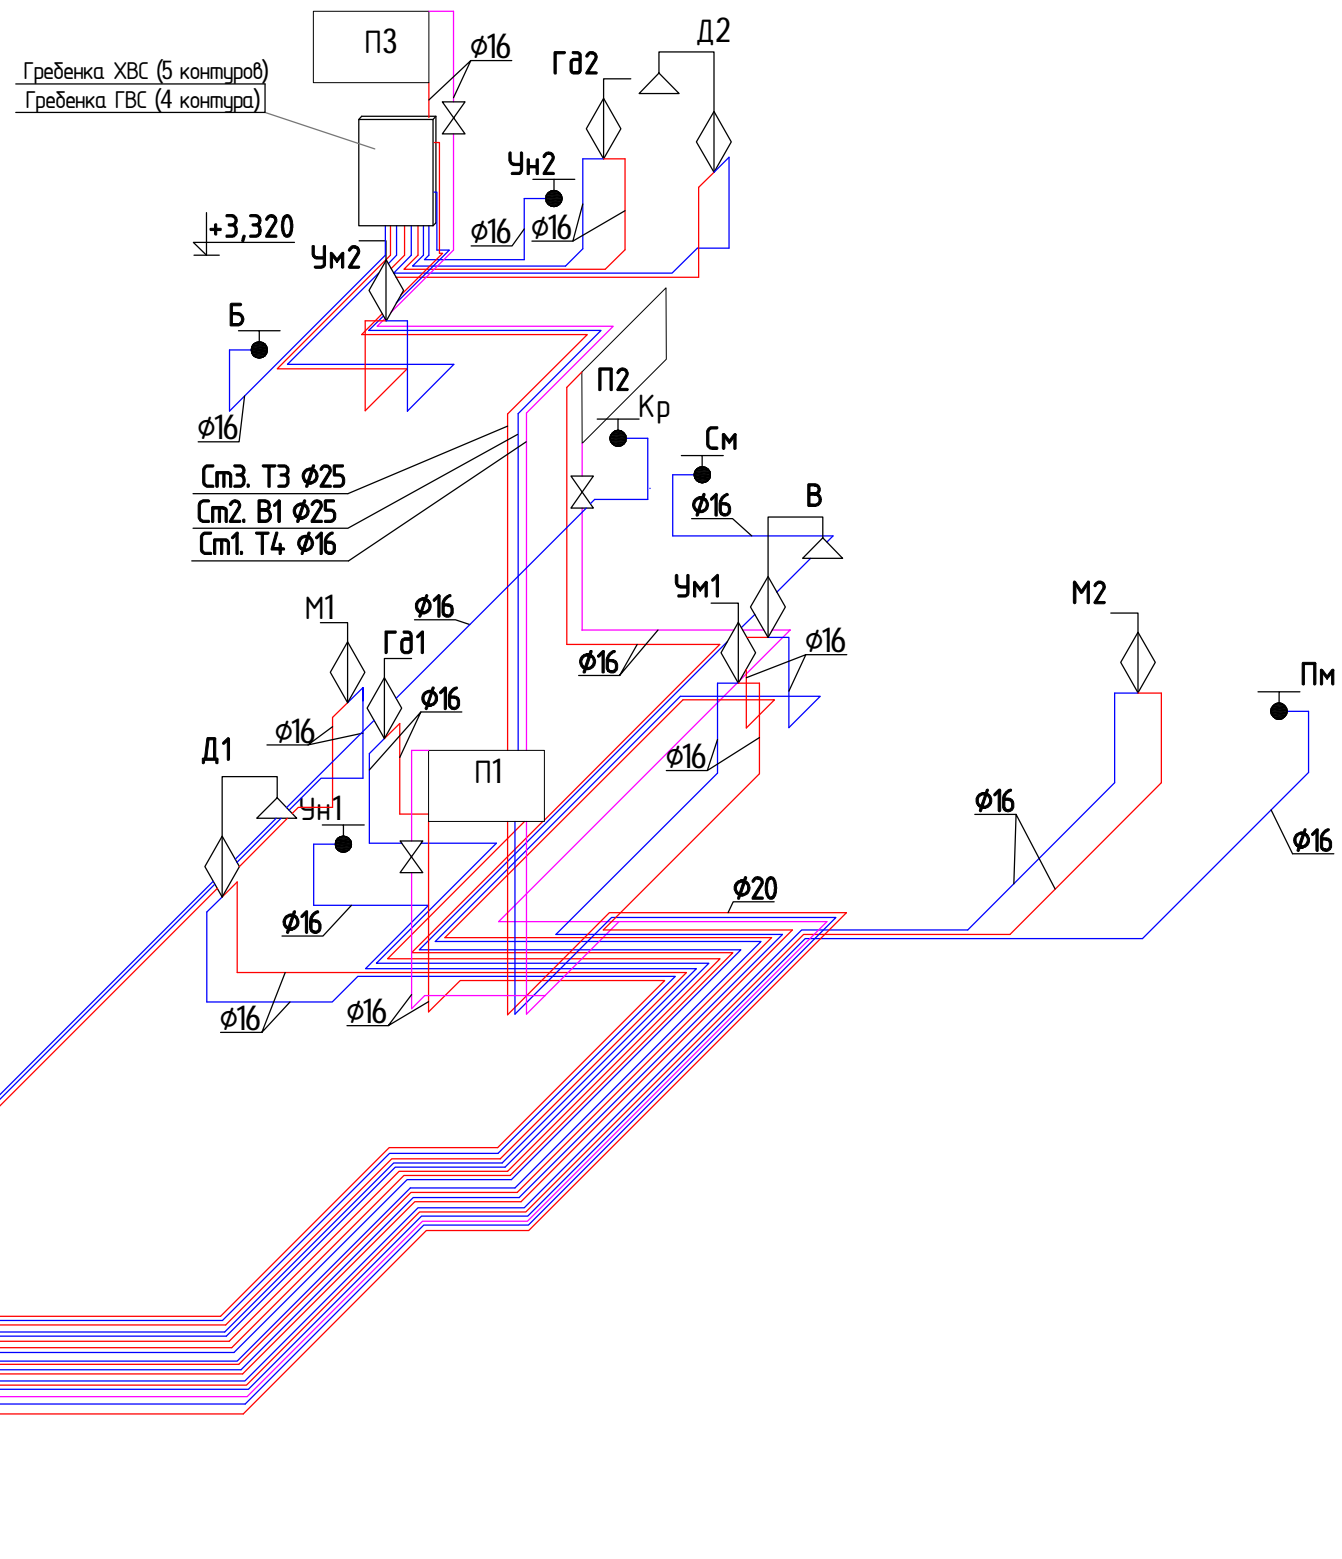 П3
ϕ16
Д2
Гд2
Гребенка ХВС (5 контуров)
Гребенка ГВС (4 контура)
Ун2
+3,320
ϕ16
ϕ16
Ум2
Б
П2
Кр
ϕ16
См
Ст3. Т3 ϕ25
В
ϕ16
Ст2. В1 ϕ25
Ст1. Т4 ϕ16
Ум1
М2
М1
ϕ16
Гд1
ϕ16
ϕ16
Пм
ϕ16
ϕ16
Д1
ϕ16
П1
Ун1
ϕ16
ϕ16
ϕ20
ϕ16
ϕ16
ϕ16